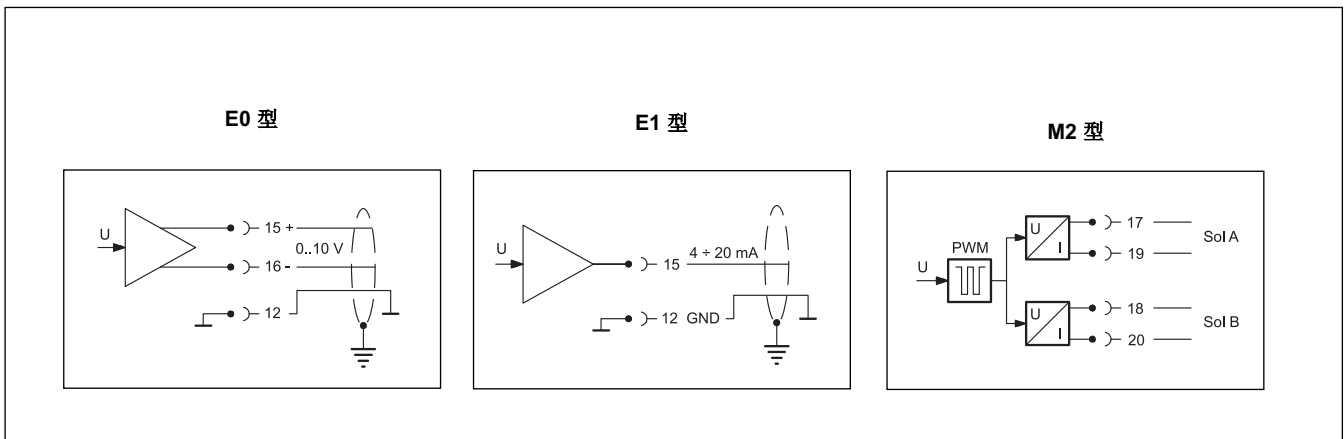 E0 型
U
15 +
0..10 V
16 -
12
E1 型
U
15 4 ÷ 20 mA
12 GND
M2 型
U
PWM
U
I
17
19
Sol A
U
I
18
20
Sol B